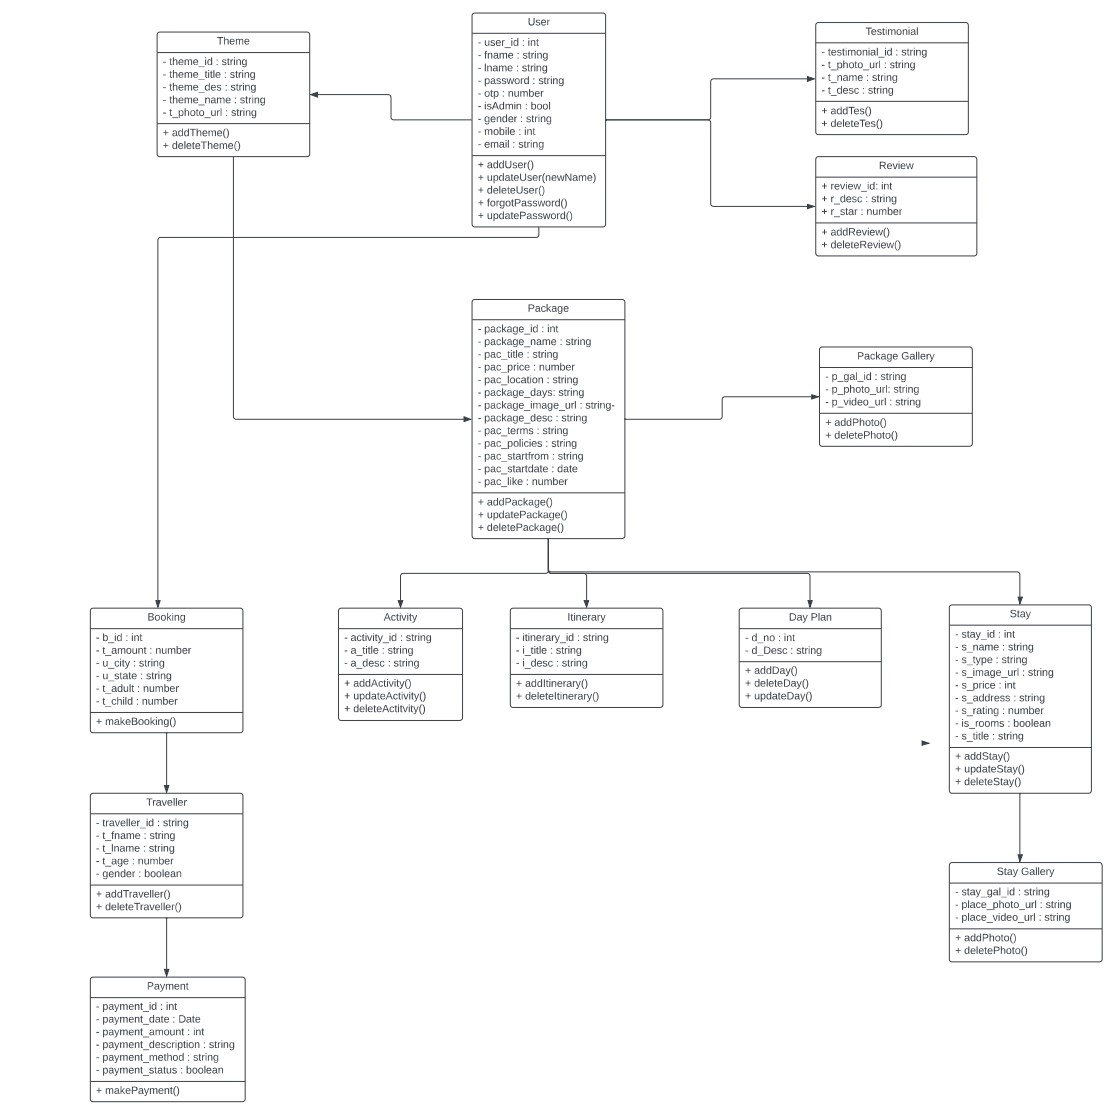 User
- user_id : int
- fname : string
- lname : string
- password : string
- otp : number
- isAdmin : bool
- gender : string
- mobile : int
- email : string
+ addUser()
+ updateUser(newName)
+ deleteUser()
+ forgotPassword()
+ updatePassword()
Theme
- theme_id : string
- theme_title : string
- theme_des : string
- theme_name : string
- t_photo_url : string
+ addTheme()
+ deleteTheme()
Testimonial
- testimonial_id : string
- t_photo_url : string
- t_name : string
- t_desc : string
+ addTes()
+ deleteTes()
Review
+ review_id: int
+ r_desc : string
+ r_star : number
+ addReview()
+ deleteReview()
Package
- package_id : int
- package_name : string
- pac_title : string
- pac_price : number
- pac_location : string
- package_days: string
- package_image_url : string-
- package_desc : string
- pac_terms : string
- pac_policies : string
- pac_startfrom : string
- pac_startdate : date
- pac_like : number
+ addPackage()
+ updatePackage()
+ deletePackage()
Package Gallery
- p_gal_id : string
- p_photo_url: string
- p_video_url : string
+ addPhoto()
+ deletePhoto()
Booking
- b_id : int
- t_amount : number
- u_city : string
- u_state : string
- t_adult : number
- t_child : number
+ makeBooking()
Activity
- activity_id : string
- a_title : string
- a_desc : string
+ addActivity()
+ updateActivity()
+ deleteActitvity()
Itinerary
- itinerary_id : string
- i_title : string
- i_desc : string
+ addItinerary()
+ deleteItinerary()
Day Plan
- d_no : int
- d_Desc : string
+ addDay()
+ deleteDay()
+ updateDay()
Stay
- stay_id : int
- s_name : string
- s_type : string
- s_image_url : string
- s_price : int
- s_address : string
- s_rating : number
- is_rooms : boolean
- s_title : string
+ addStay()
+ updateStay()
+ deleteStay()
Traveller
- traveller_id : string
- t_fname : string
- t_lname : string
- t_age : number
- gender : boolean
+ addTraveller()
+ deleteTraveller()
Stay Gallery
- stay_gal_id : string
- place_photo_url : string
- place_video_url : string
+ addPhoto()
+ deletePhoto()
Payment
- payment_id : int
- payment_date : Date
- payment_amount : int
- payment_description : string
- payment_method : string
- payment_status : boolean
+ makePayment()